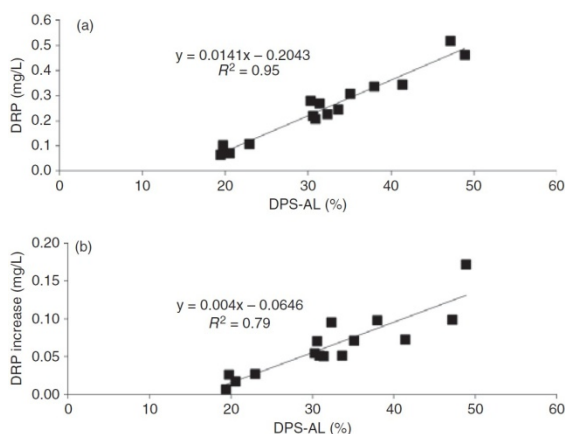 (a)
0.6
0.5
0.4
0.3
0.2
0.1
0.0
DRP (mg/L)
y = 0.0141x – 0.2043
R² = 0.95
0 10 20 30 40 50 60
DPS-AL (%)
(b)
0.20
0.15
0.10
0.05
0.00
DRP increase (mg/L)
y = 0.004x – 0.0646
R² = 0.79
0 10 20 30 40 50 60
DPS-AL (%)